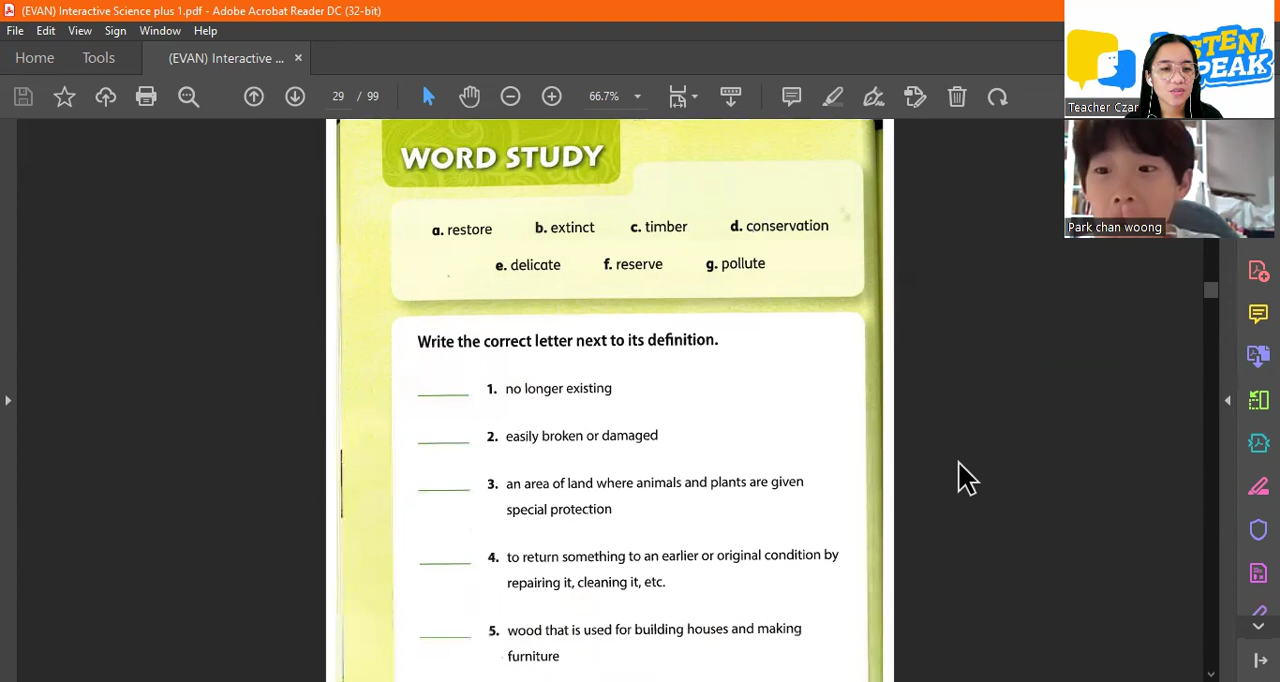 (EVAN) Interactive Science plus 1.pdf - Adobe Acrobat Reader DC (32-bit)
File Edit View Sign Window Help
Home Tools (EVAN) Interactive ... ×
29 / 99 66.7%
Teacher Czar
Park chan woong
WORD STUDY
a. restore b. extinct c. timber d. conservation
e. delicate f. reserve g. pollute
Write the correct letter next to its definition.
1. no longer existing
2. easily broken or damaged
3. an area of land where animals and plants are given
special protection
4. to return something to an earlier or original condition by
repairing it, cleaning it, etc.
5. wood that is used for building houses and making
furniture